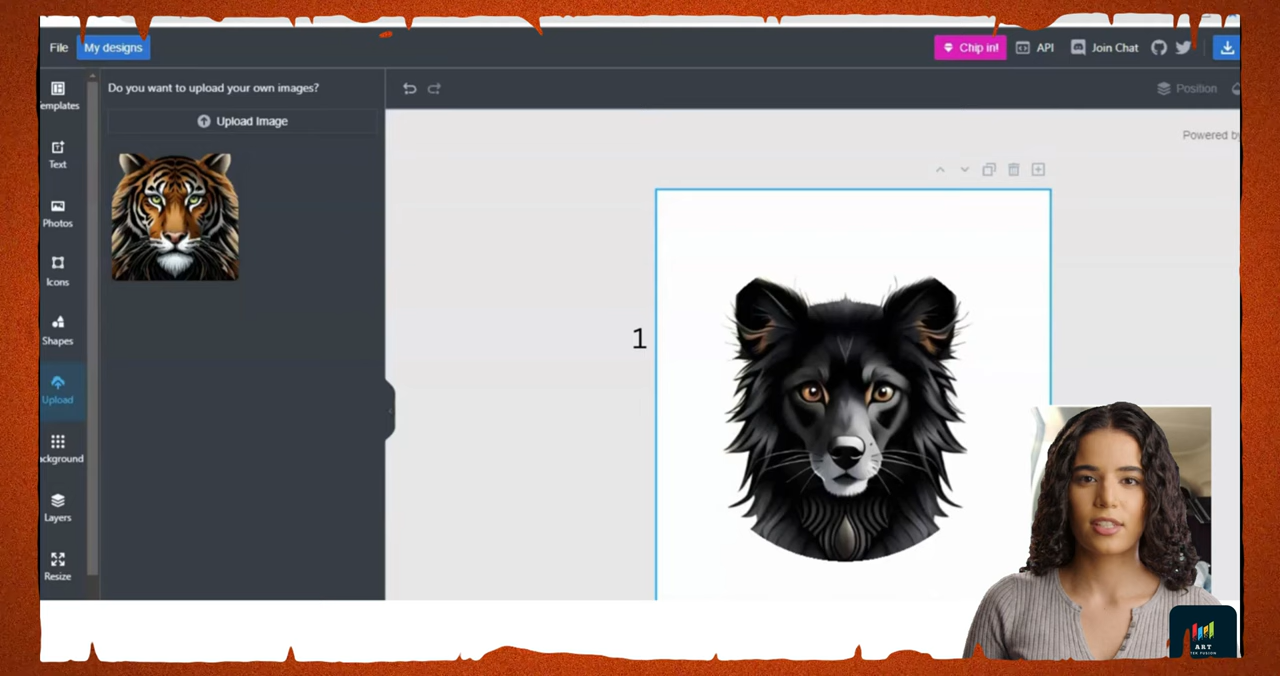 File
My designs
Chip in!
API
Join Chat
Do you want to upload your own images?
Position
Upload Image
Powered by
emplates
Text
Photos
Icons
Shapes
Upload
ckground
Layers
Resize
1
ART